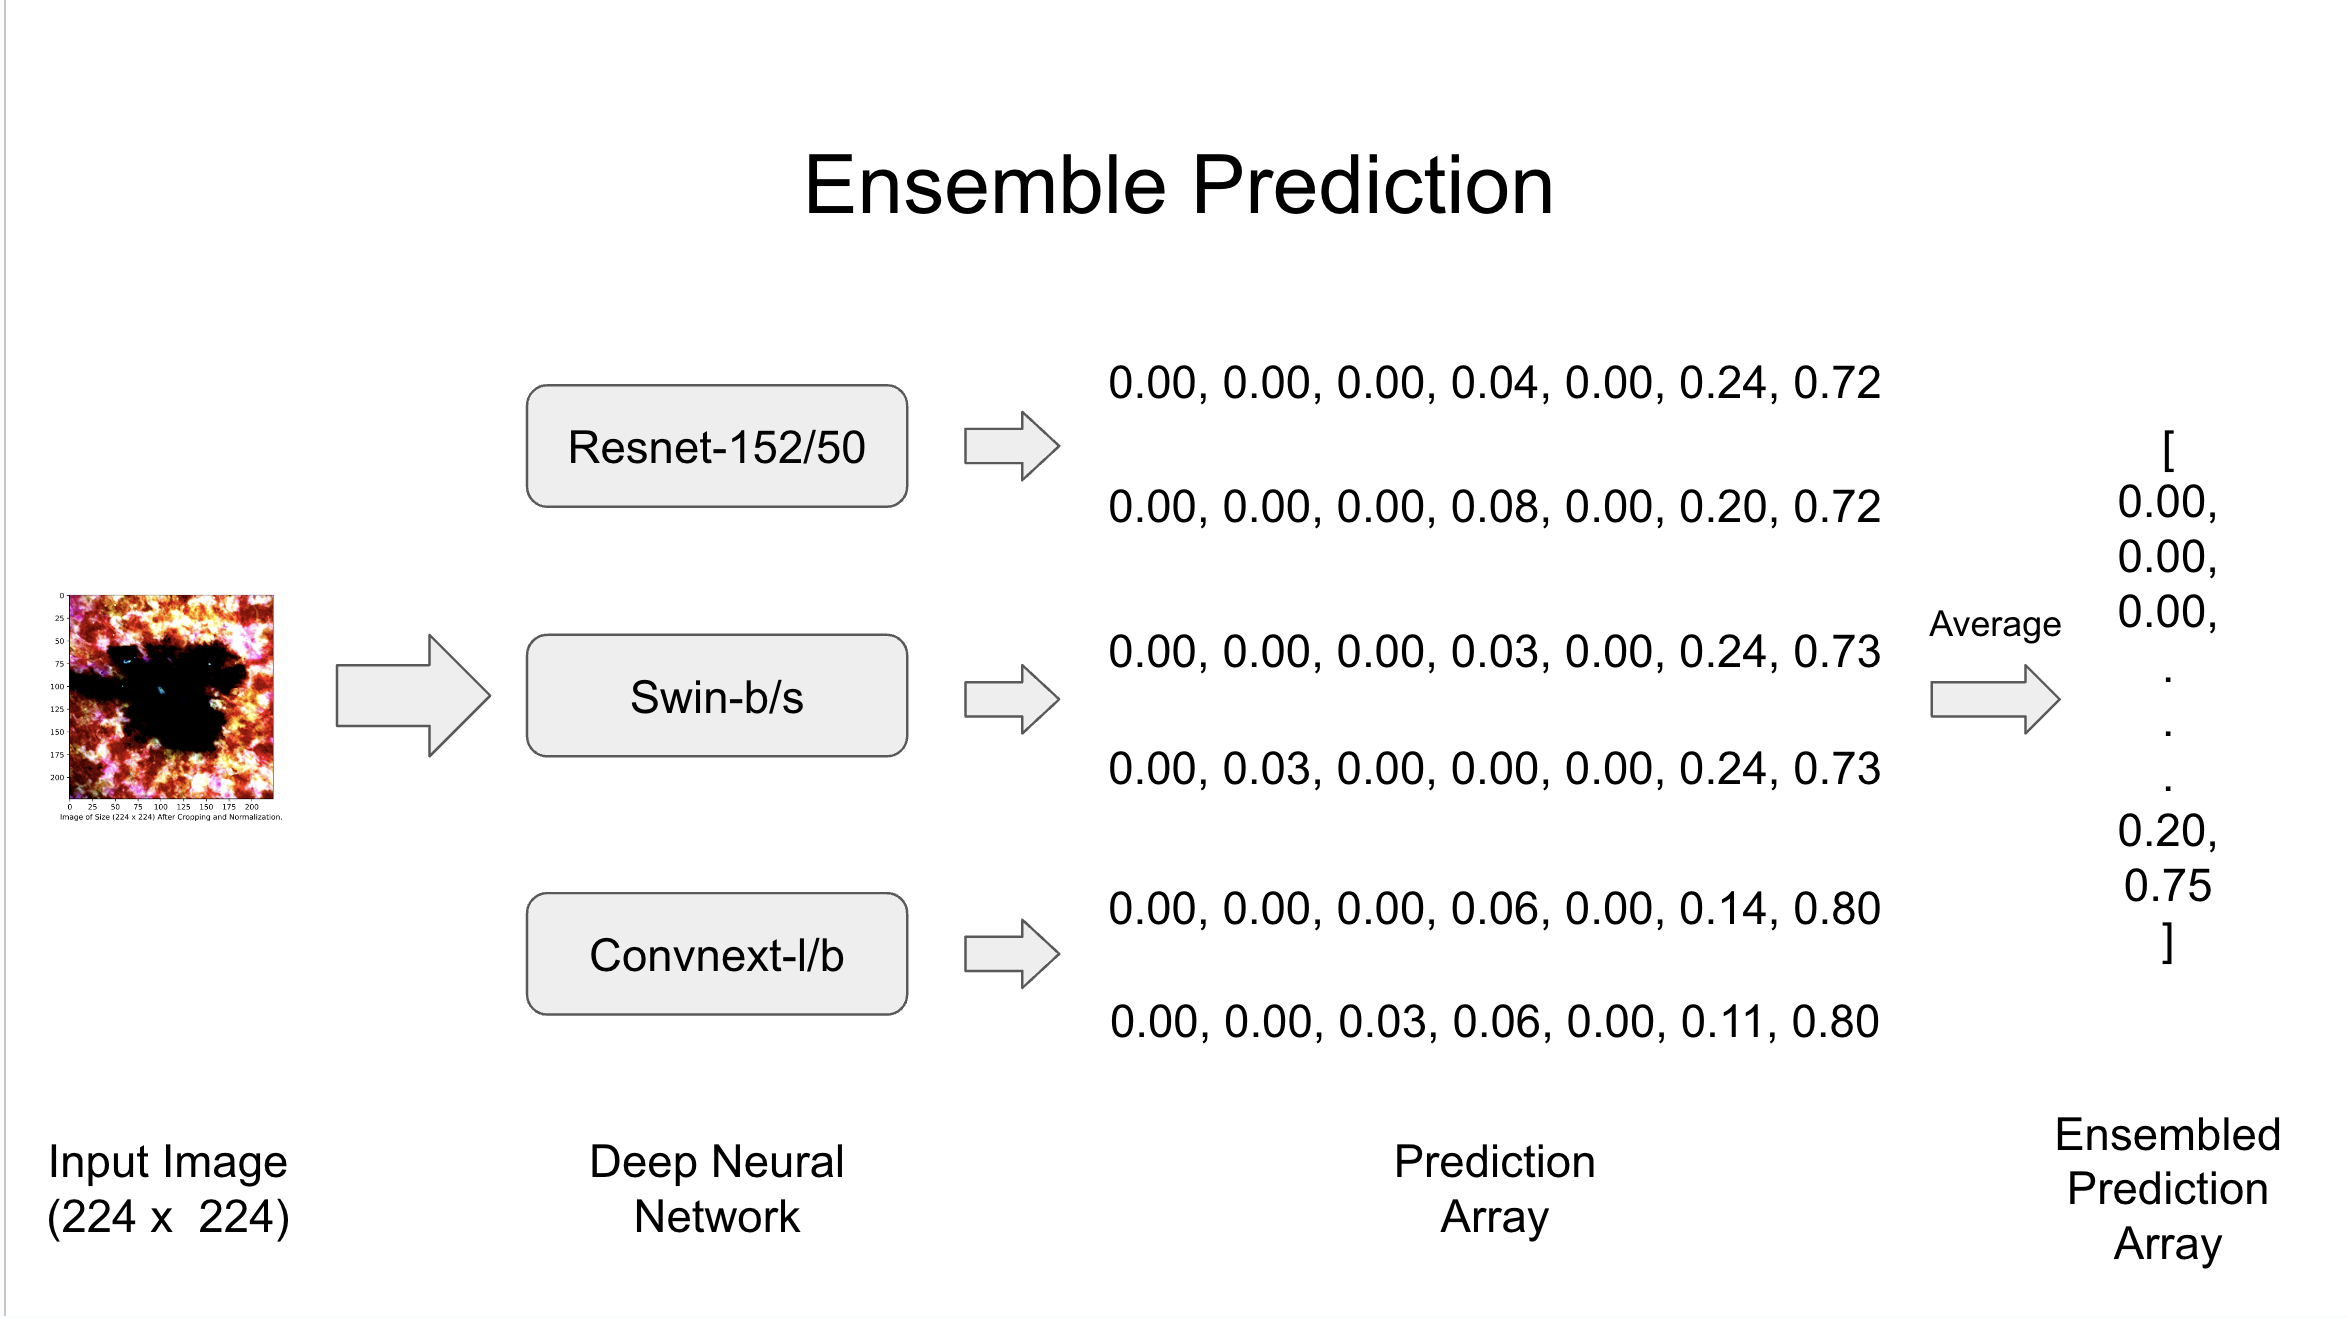 Ensemble Prediction
0
25
50
75
100
125
150
175
200
0 25 50 75 100 125 150 175 200
Image of Size (224 x 224) After Cropping and Normalization.
Resnet-152/50
Swin-b/s
Convnext-l/b
0.00, 0.00, 0.00, 0.04, 0.00, 0.24, 0.72
0.00, 0.00, 0.00, 0.08, 0.00, 0.20, 0.72
0.00, 0.00, 0.00, 0.03, 0.00, 0.24, 0.73
0.00, 0.03, 0.00, 0.00, 0.00, 0.24, 0.73
0.00, 0.00, 0.00, 0.06, 0.00, 0.14, 0.80
0.00, 0.00, 0.03, 0.06, 0.00, 0.11, 0.80
Average
[
0.00,
0.00,
0.00,
.
.
.
0.20,
0.75
]
Input Image
(224 x  224)
Deep Neural
Network
Prediction
Array
Ensembled
Prediction
Array